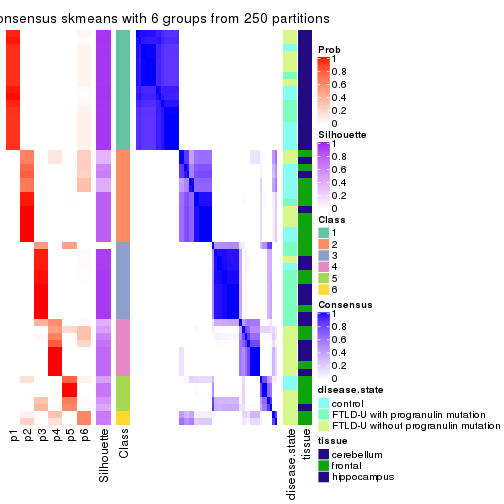 onsensus skmeans with 6 groups from 250 partitions
Prob
1
0.8
0.6
0.4
0.2
0
Silhouette
1
0.8
0.6
0.4
0.2
0
Class
1
2
3
4
5
6
Consensus
1
0.8
0.6
0.4
0.2
0
disease.state
control
FTLD-U with progranulin mutation
FTLD-U without progranulin mutation
tissue
cerebellum
frontal
hippocampus
p1
p2
p3
p4
p5
p6
Silhouette
Class
disease.state
tissue